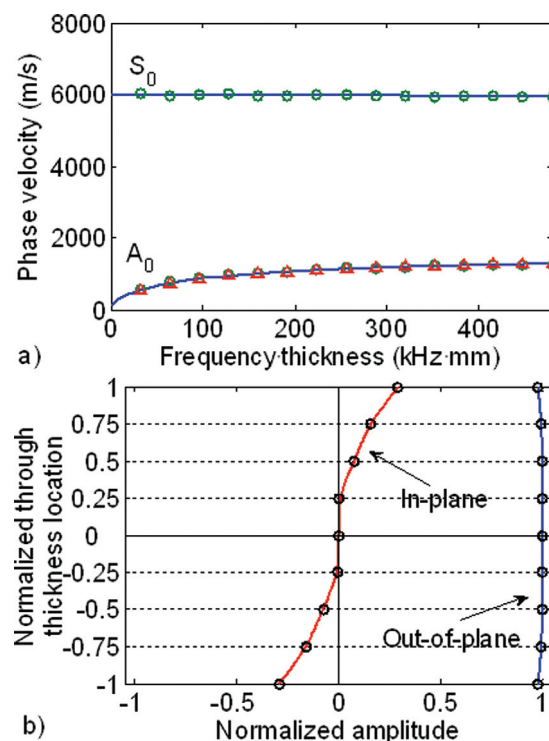 8000
6000
4000
2000
0
Phase velocity (m/s)
S0
A0
0 100 200 300 400
a) Frequency·thickness (kHz·mm)
1
0.75
0.5
0.25
0
-0.25
-0.5
-0.75
-1
Normalized through
thickness location
In-plane
Out-of-plane
-1 -0.5 0 0.5 1
b) Normalized amplitude